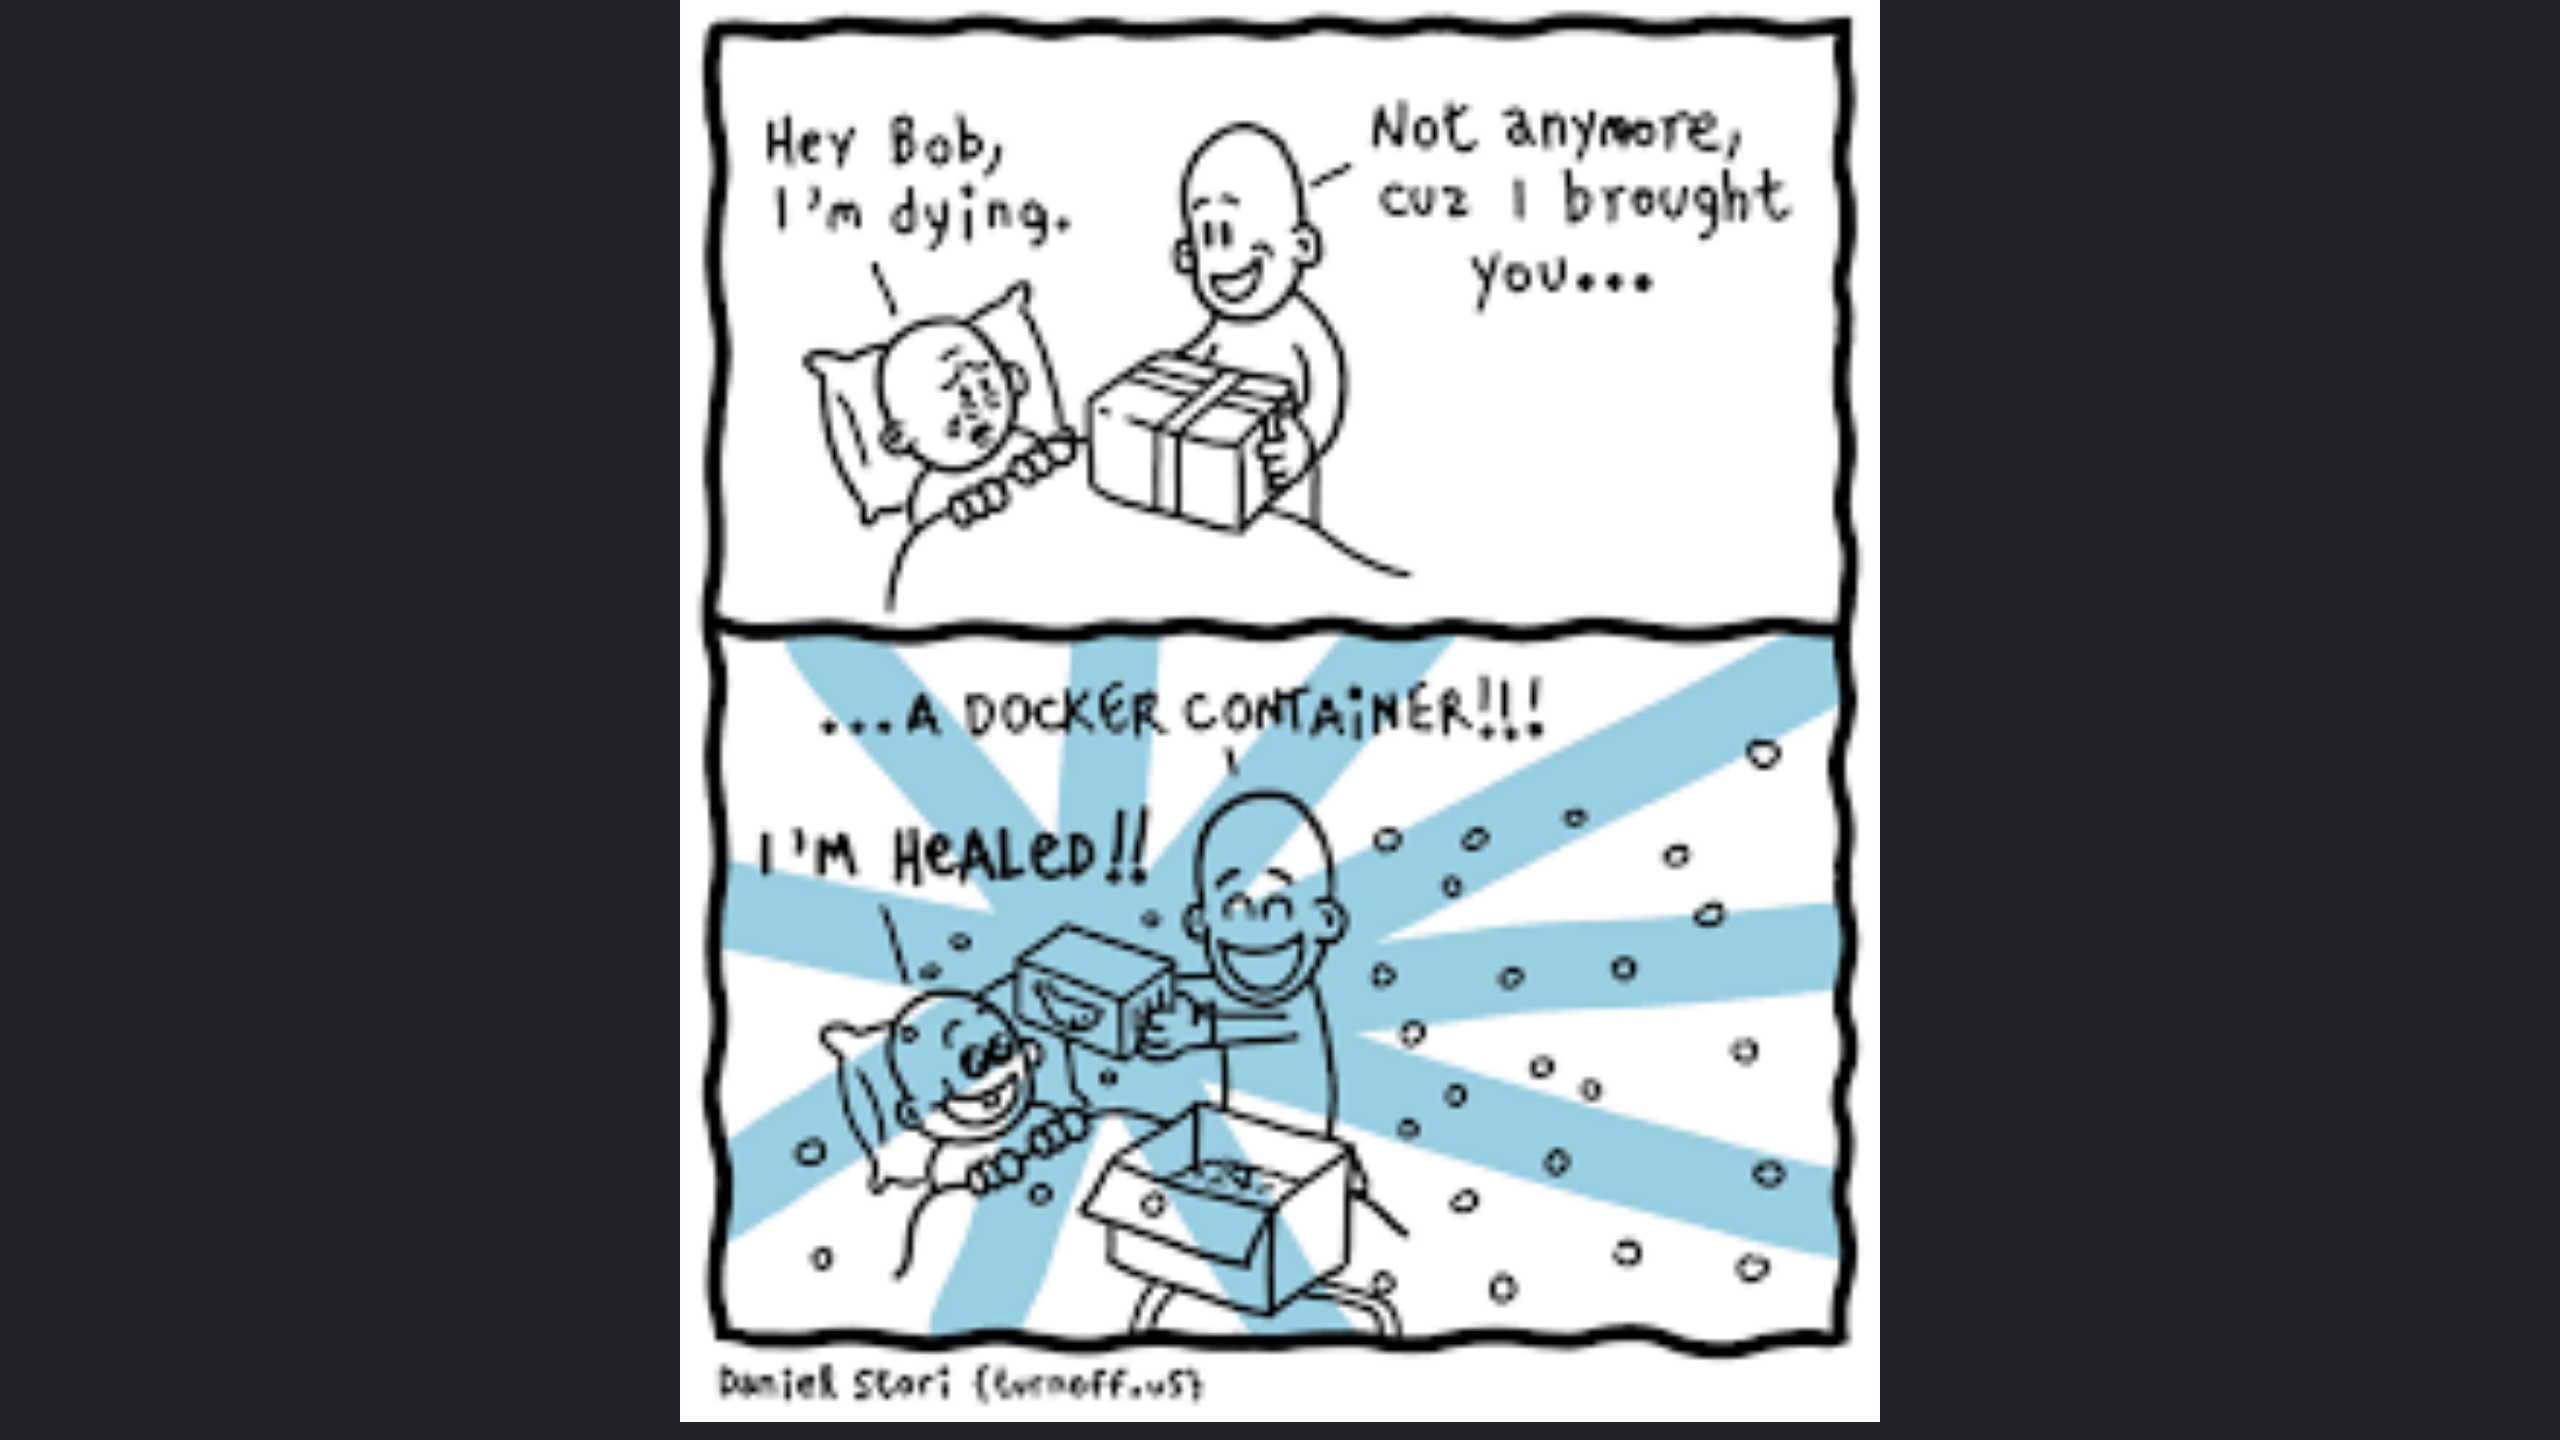 Hey Bob,
I'm dying.
Not anymore,
cuz I brought
you...
...A DOCKER CONTAiNER!!!
I'M HeALeD!!
Daniel Stori {turnoff.us}